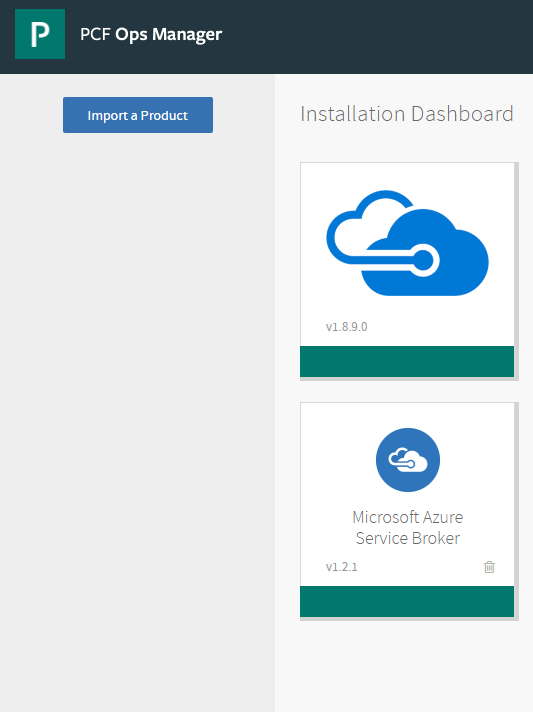 P
PCF Ops Manager
Import a Product
Installation Dashboard
v1.8.9.0
Microsoft Azure
Service Broker
v1.2.1